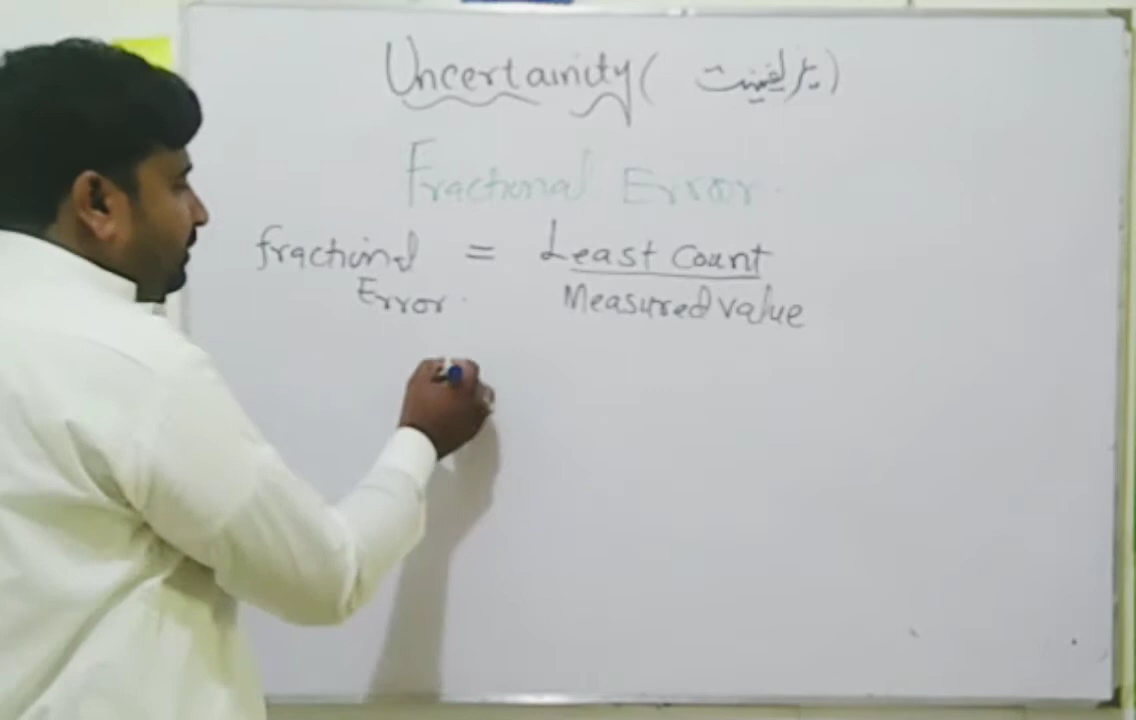 Uncertainity (
Fractional Error.
fractional = Least Count
Error. Measured value